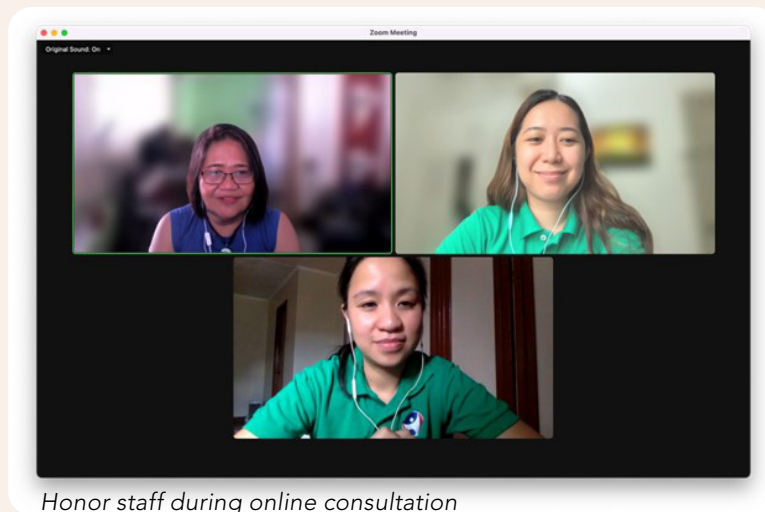 Zoom Meeting
Original Sound: On
Honor staff during online consultation